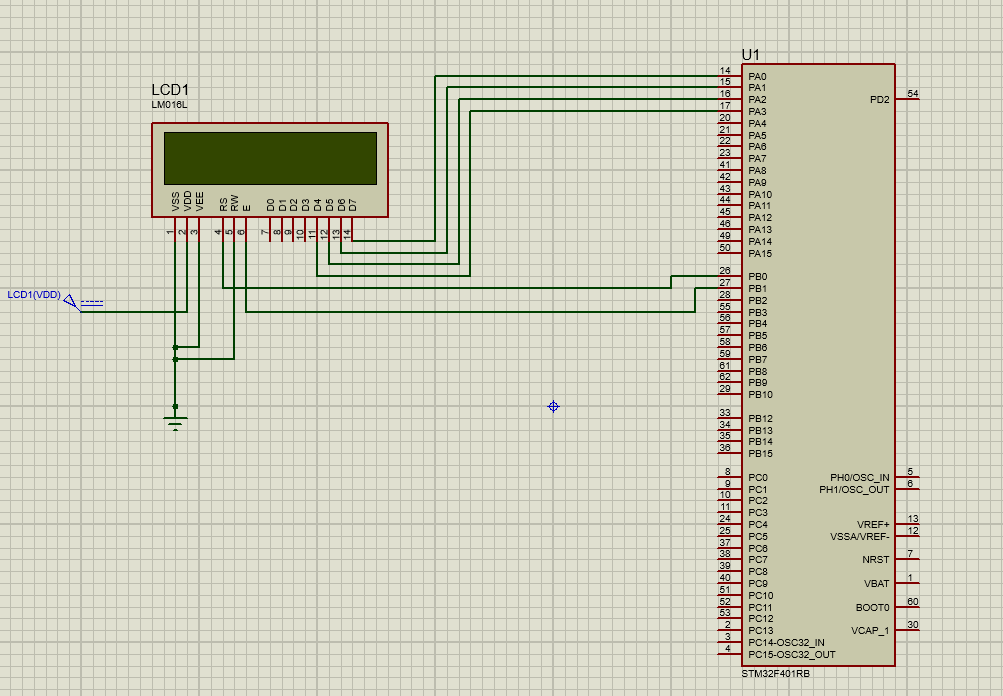 LCD1
LM016L
VSS
VDD
VEE
RS
RW
E
D0
D1
D2
D3
D4
D5
D6
D7
1
2
3
4
5
6
7
8
9
10
11
12
13
14
LCD1(VDD)
U1
14 PA0
15 PA1
16 PA2
17 PA3
20 PA4
21 PA5
22 PA6
23 PA7
41 PA8
42 PA9
43 PA10
44 PA11
45 PA12
46 PA13
49 PA14
50 PA15
26 PB0
27 PB1
28 PB2
55 PB3
56 PB4
57 PB5
58 PB6
59 PB7
61 PB8
62 PB9
29 PB10
33 PB12
34 PB13
35 PB14
36 PB15
8 PC0
9 PC1
10 PC2
11 PC3
24 PC4
25 PC5
37 PC6
38 PC7
39 PC8
40 PC9
51 PC10
52 PC11
53 PC12
2 PC13
3 PC14-OSC32_IN
4 PC15-OSC32_OUT
PD2 54
PH0/OSC_IN 5
PH1/OSC_OUT 6
VREF+ 13
VSSA/VREF- 12
NRST 7
VBAT 1
BOOT0 60
VCAP_1 30
STM32F401RB